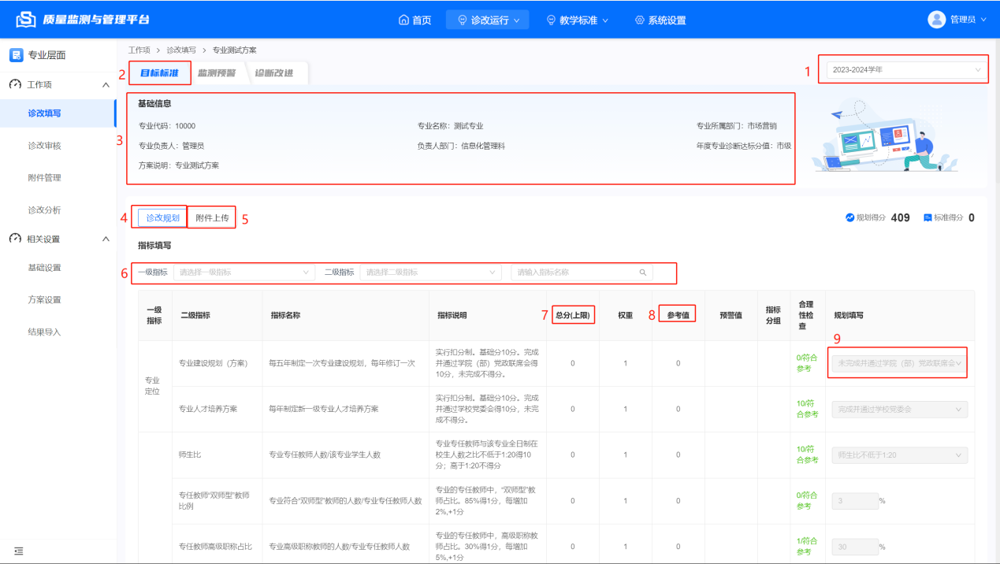 质量监测与管理平台
首页
诊改运行
教学标准
系统设置
管理员
专业层面
工作项
诊改填写
诊改审核
附件管理
诊改分析
相关设置
基础设置
方案设置
结果导入
工作项 > 诊改填写 > 专业测试方案
2
目标标准
监测预警
诊断改进
1
2023-2024学年
3
基础信息
专业代码：10000
专业名称：测试专业
专业所属部门：市场营销
专业负责人：管理员
负责人部门：信息化管理科
年度专业诊断达标分值：市级
方案说明：专业测试方案
4
诊改规划
附件上传
5
规划得分 409
标准得分 0
指标填写
6
一级指标 请选择一级指标
二级指标 请选择二级指标
请输入指标名称
一级
指标
二级指标
指标名称
指标说明
7
总分(上限)
权重
8
参考值
预警值
指标
分组
合理
性检
查
规划填写
9
专业
定位
专业建设规划（方案）
每五年制定一次专业建设规划，每年修订一次
实行扣分制。基础分10分。完成
并通过学院（部）党政联席会得
10分，未完成不得分。
0
1
0
0/符合
参考
未完成并通过学院（部）党政联席会
专业人才培养方案
每年制定新一级专业人才培养方案
实行扣分制。基础分10分。完成
并通过学校党委会得10分，未完
成不得分。
0
1
0
10/符
合参考
完成并通过学校党委会
师生比
专业专任教师人数/该专业学生人数
专业专任教师与该专业全日制在
校生人数之比不低于1:20得10
分；高于1:20不得分
0
1
0
10/符
合参考
师生比不低于1:20
专任教师“双师型”教师
比例
专业符合“双师型”教师的人数/专业专任教师人数
专业的专任教师中，“双师型”教
师占比。85%得1分，每增加
2%,+1分
0
1
0
0/符合
参考
3 %
专任教师高级职称占比
专业高级职称教师的人数/专业专任教师人数
专业的专任教师中，高级职称教
师占比。30%得1分，每增加
5%,+1分
0
1
0
1/符合
参考
30 %